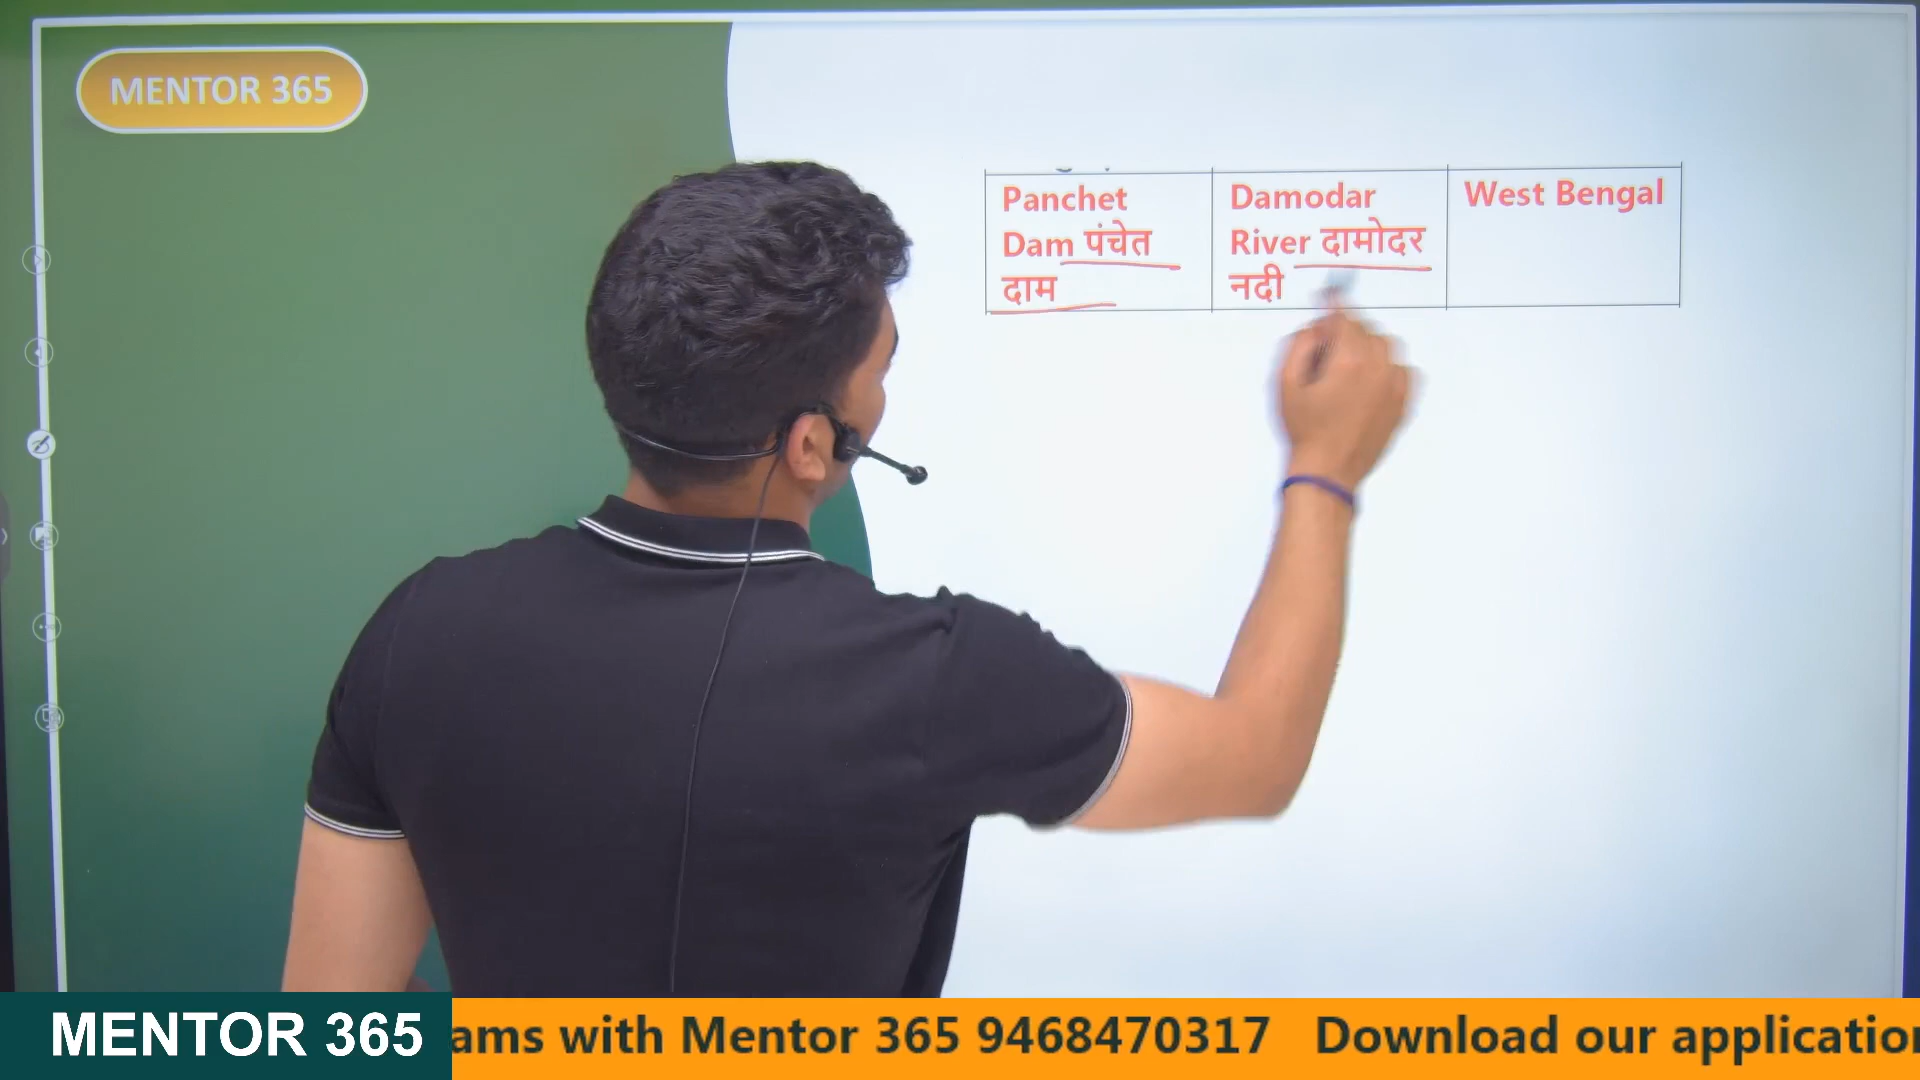 MENTOR 365
Panchet
Dam पंचेत
दाम
Damodar
River दामोदर
नदी
West Bengal
MENTOR 365
ams with Mentor 365 9468470317 Download our application